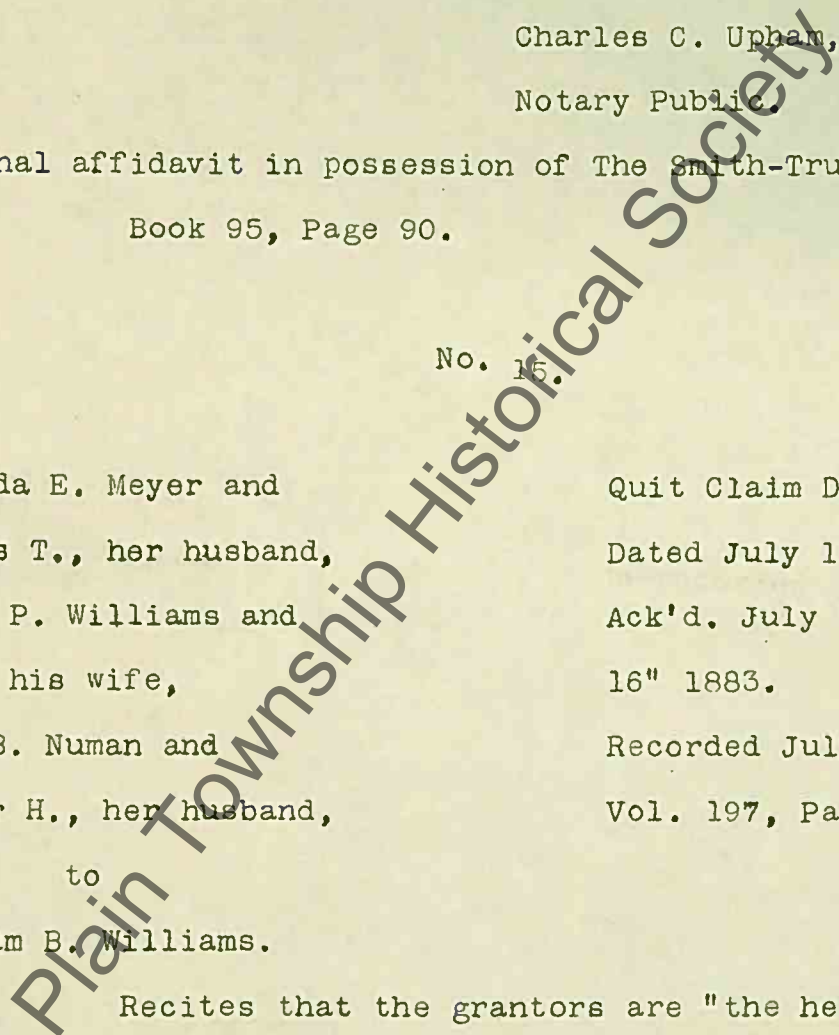 Charles C. Upham,
Notary Public.
nal affidavit in possession of The Smith-Tru
Book 95, Page 90.
No. 15.
da E. Meyer and
s T., her husband,
P. Williams and
his wife,
B. Numan and
r H., her husband,
to
am B. Williams.
Quit Claim D
Dated July 1
Ack'd. July
16" 1883.
Recorded Jul
Vol. 197, Pa
Recites that the grantors are "the he
Plain Township Historical Society